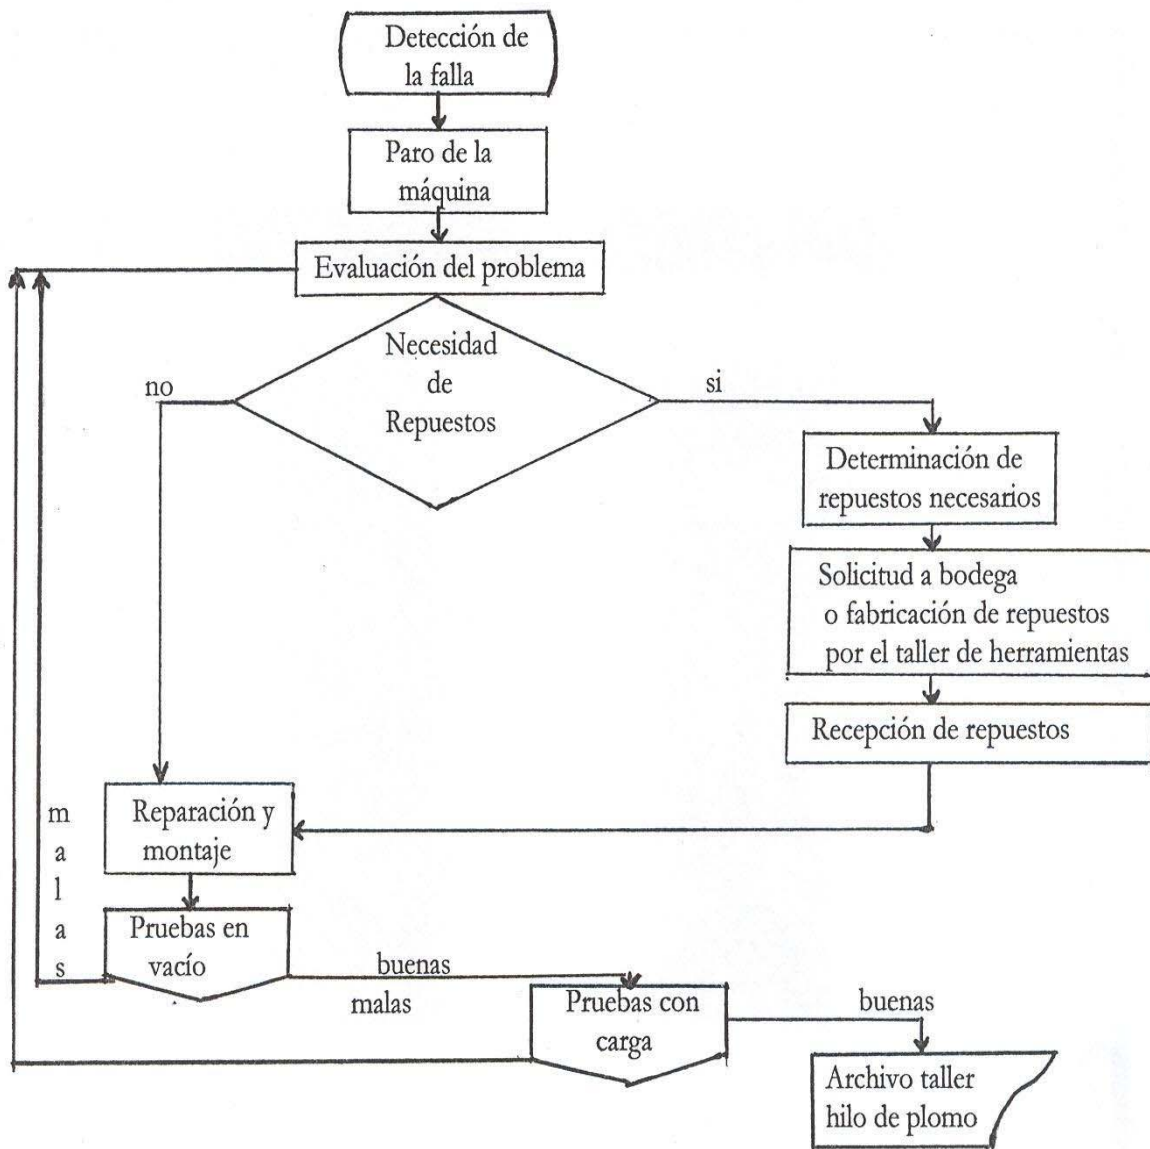 Detección de
la falla
Paro de la
máquina
Evaluación del problema
Necesidad
de
Repuestos
no
si
Determinación de
repuestos necesarios
Solicitud a bodega
o fabricación de repuestos
por el taller de herramientas
Recepción de repuestos
Reparación y
montaje
malas
Pruebas en
vacío
buenas
malas
Pruebas con
carga
buenas
Archivo taller
hilo de plomo